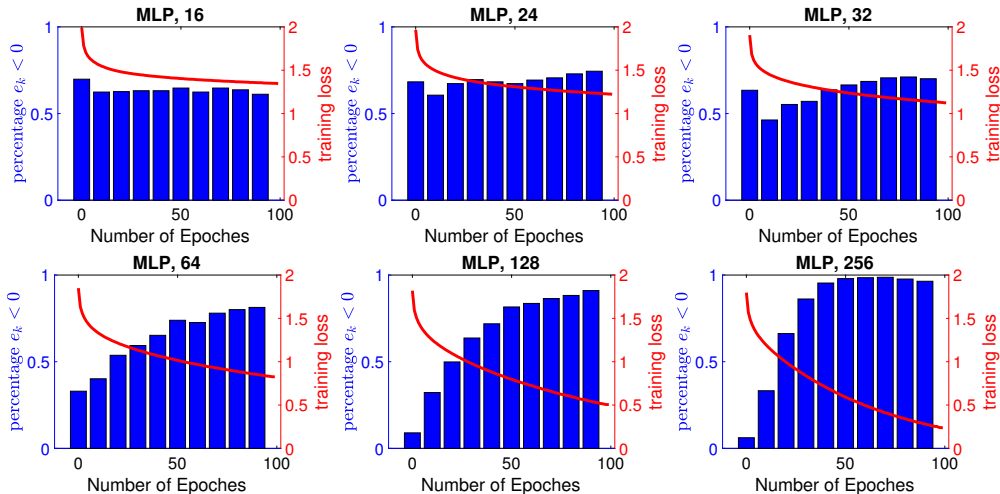 MLP, 16
1
0.5
0
percentage e_k < 0
2
1.5
1
0.5
0
training loss
0
50
100
Number of Epoches
MLP, 24
1
0.5
0
percentage e_k < 0
2
1.5
1
0.5
0
training loss
0
50
100
Number of Epoches
MLP, 32
1
0.5
0
percentage e_k < 0
2
1.5
1
0.5
0
training loss
0
50
100
Number of Epoches
MLP, 64
1
0.5
0
percentage e_k < 0
2
1.5
1
0.5
0
training loss
0
50
100
Number of Epoches
MLP, 128
1
0.5
0
percentage e_k < 0
2
1.5
1
0.5
0
training loss
0
50
100
Number of Epoches
MLP, 256
1
0.5
0
percentage e_k < 0
2
1.5
1
0.5
0
training loss
0
50
100
Number of Epoches